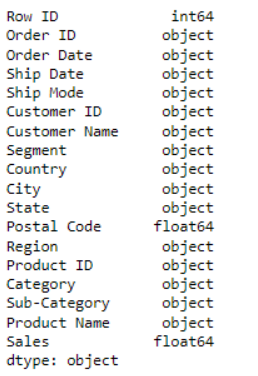 Row ID int64
Order ID object
Order Date object
Ship Date object
Ship Mode object
Customer ID object
Customer Name object
Segment object
Country object
City object
State object
Postal Code float64
Region object
Product ID object
Category object
Sub-Category object
Product Name object
Sales float64
dtype: object